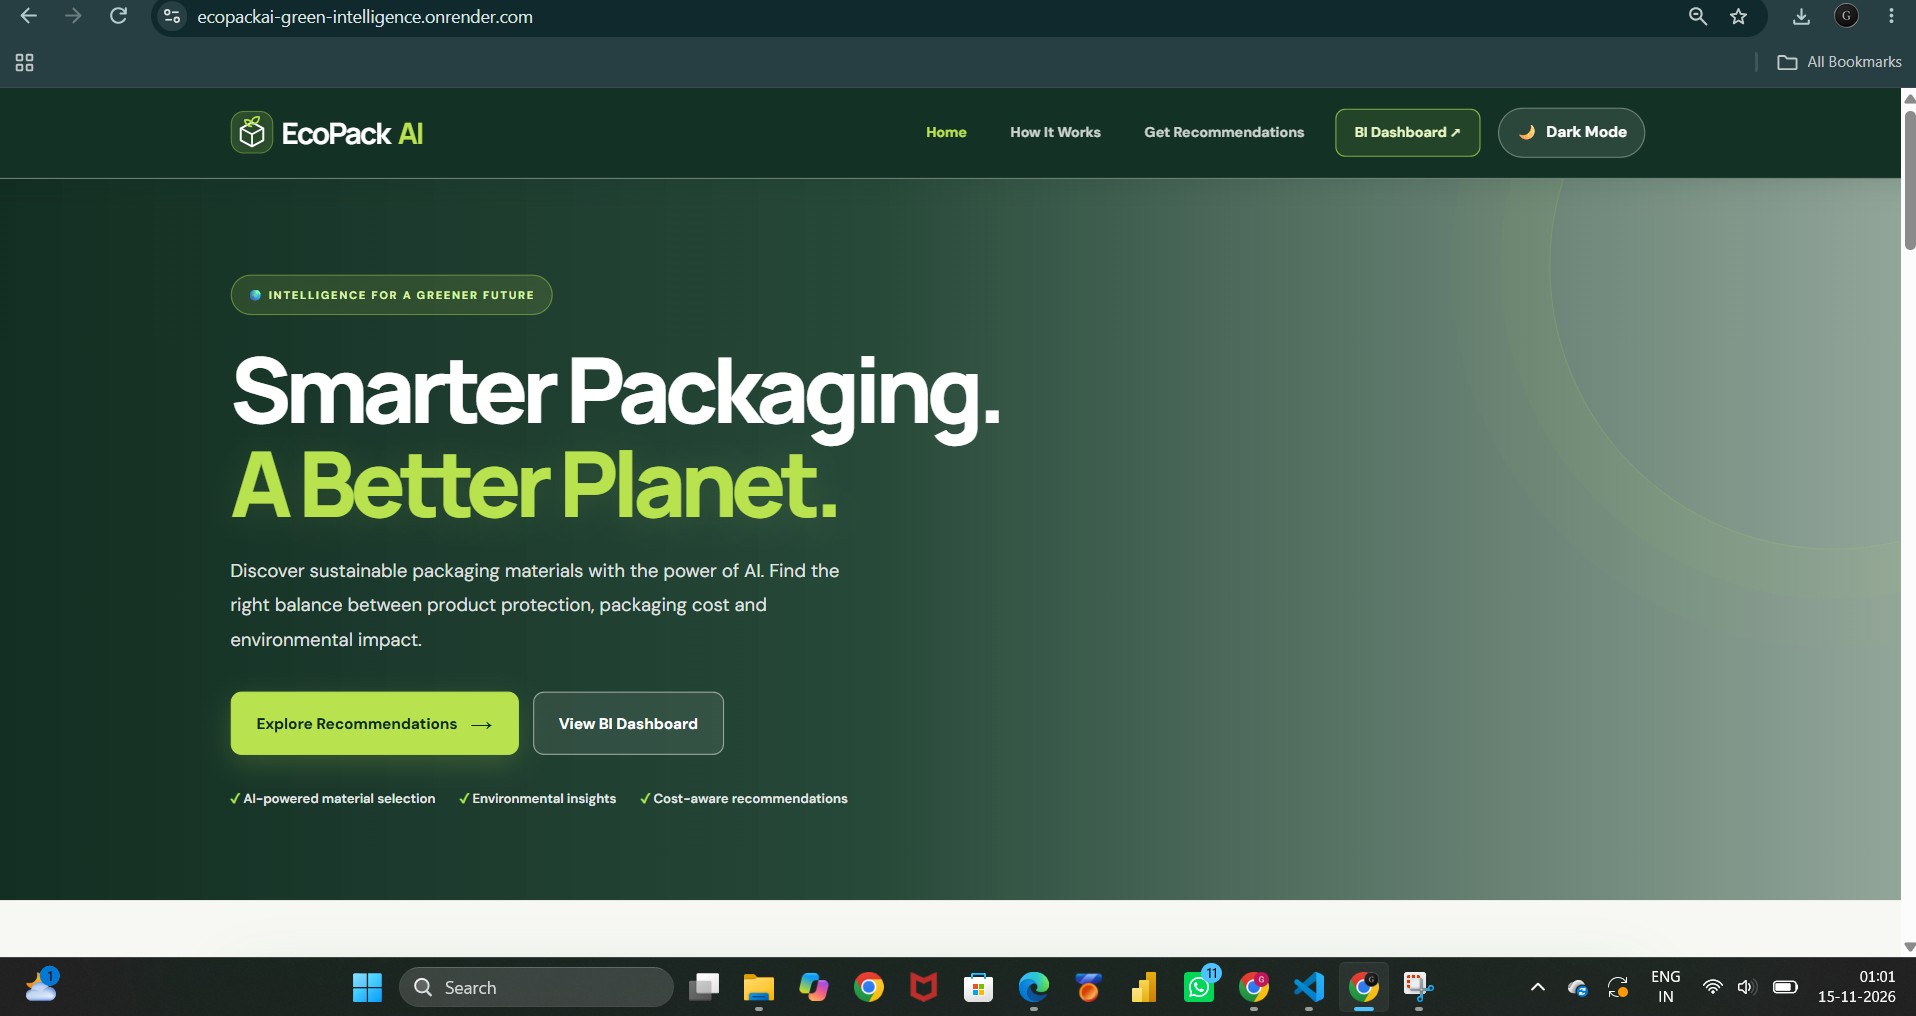 ecopackai-green-intelligence.onrender.com
G
All Bookmarks
EcoPack AI
Home
How It Works
Get Recommendations
BI Dashboard ↗
Dark Mode
INTELLIGENCE FOR A GREENER FUTURE
Smarter Packaging.
A Better Planet.
Discover sustainable packaging materials with the power of AI. Find the
right balance between product protection, packaging cost and
environmental impact.
Explore Recommendations →
View BI Dashboard
✓ AI-powered material selection
✓ Environmental insights
✓ Cost-aware recommendations
1
Search
11
G
G
ENG
IN
01:01
15-11-2026